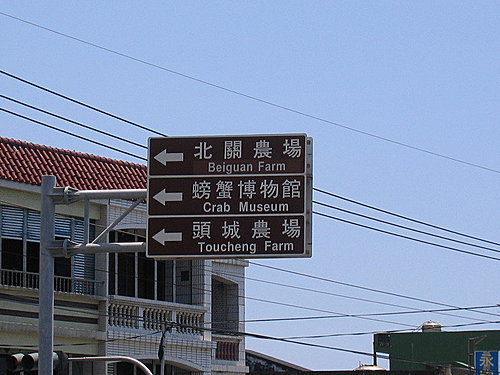 北關農場
Beiguan Farm
螃蟹博物館
Crab Museum
頭城農場
Toucheng Farm